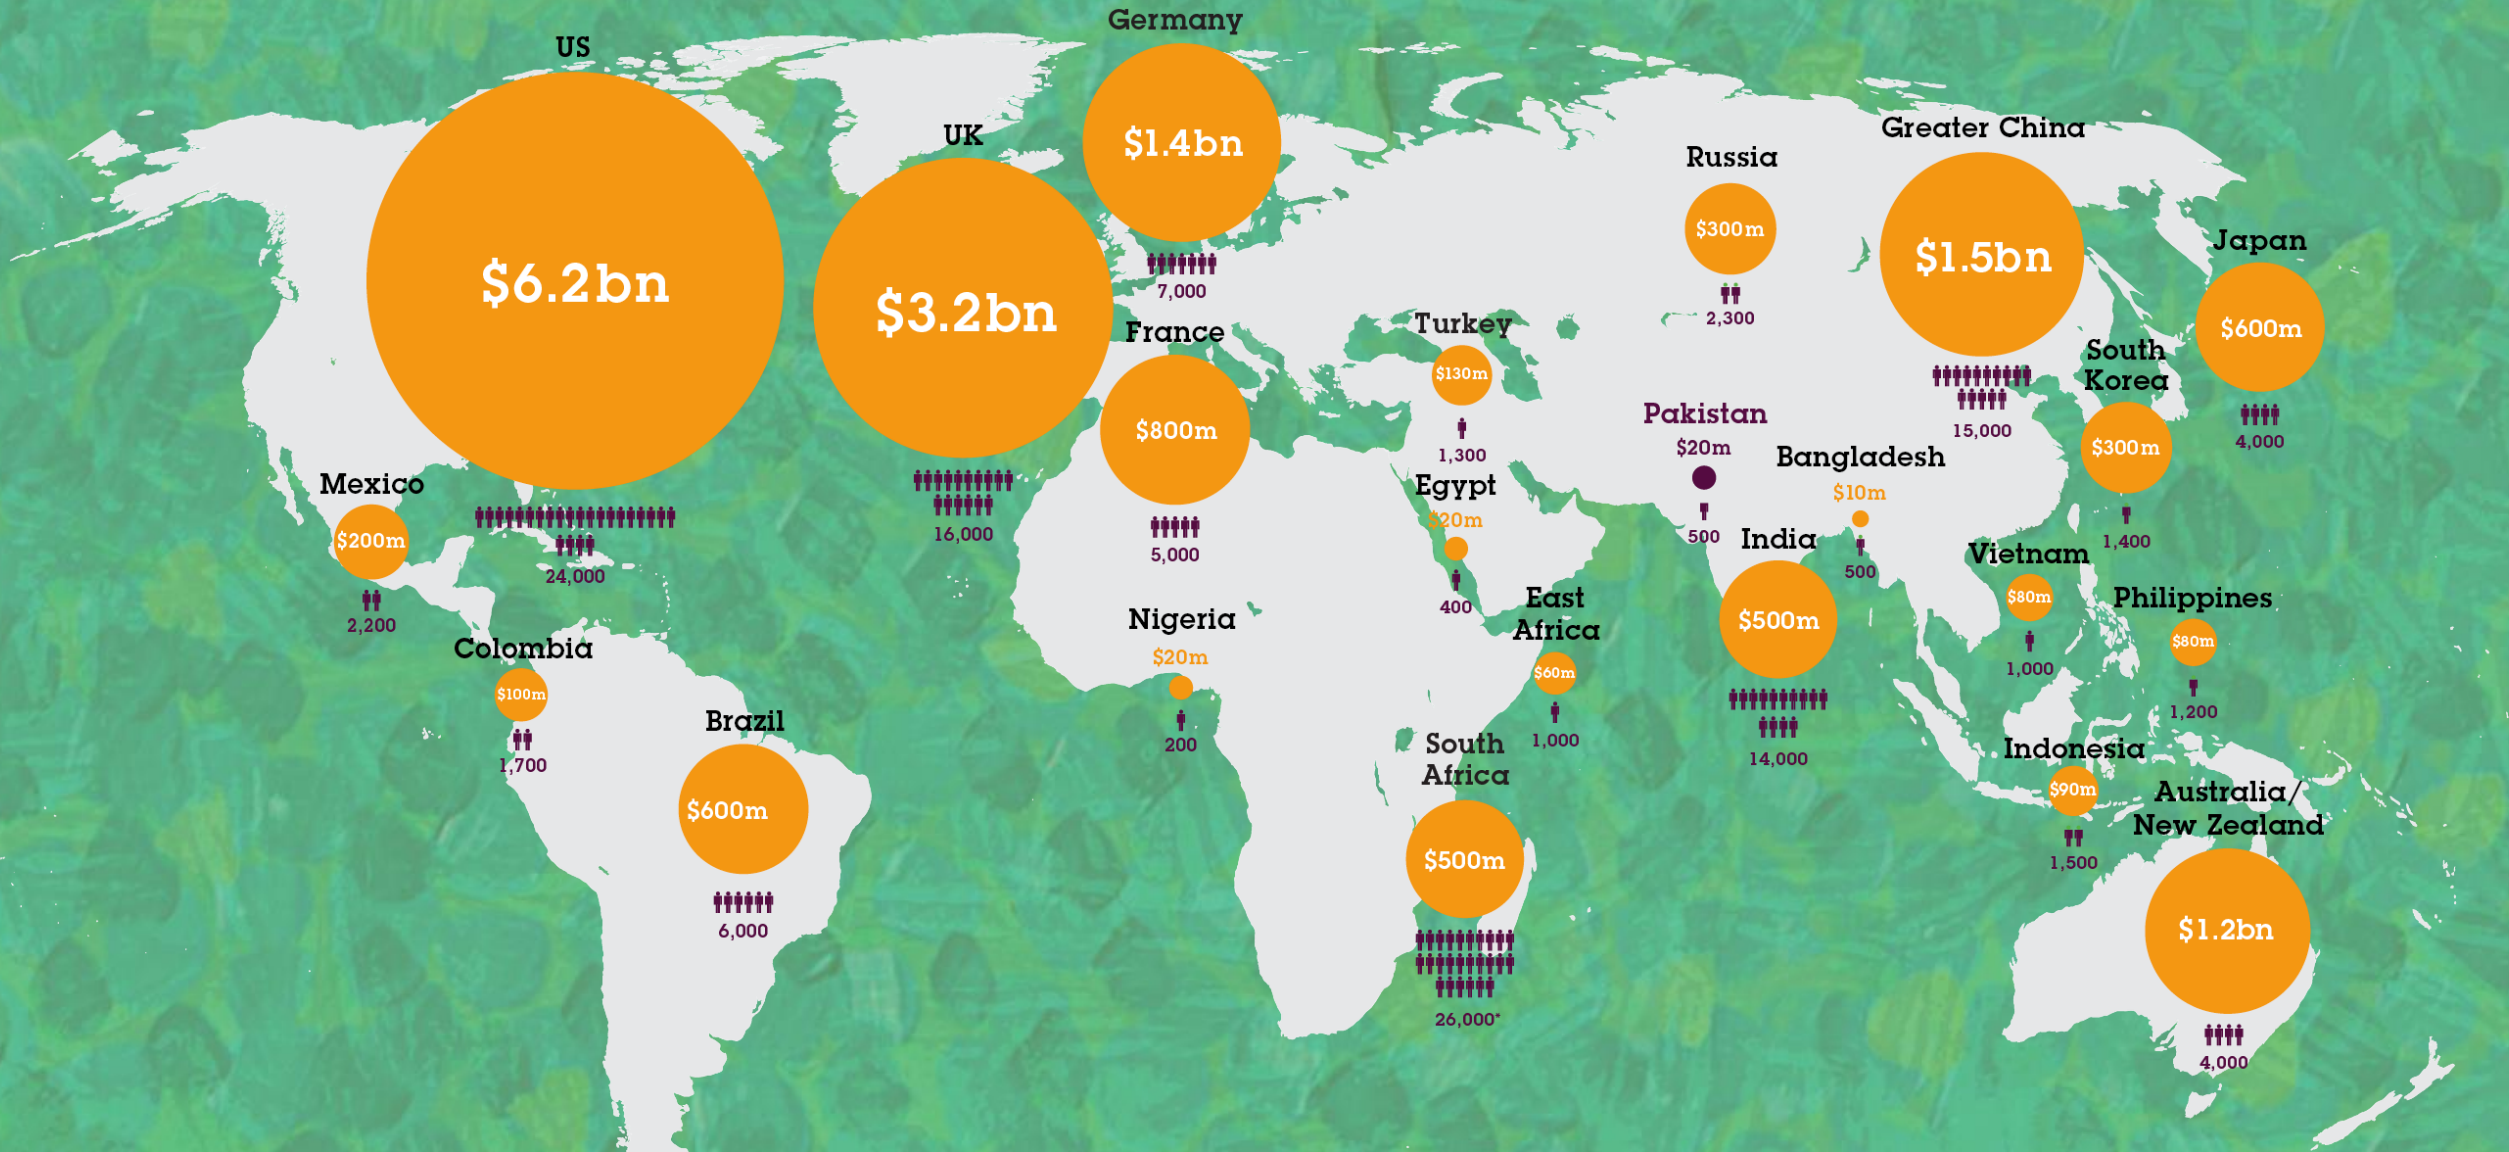 US
$6.2bn
24,000
UK
$3.2bn
16,000
Germany
$1.4bn
7,000
France
$800m
5,000
Russia
$300m
2,300
Greater China
$1.5bn
15,000
Japan
$600m
4,000
South
Korea
$300m
1,400
Turkey
$130m
1,300
Pakistan
$20m
500
Bangladesh
$10m
500
India
$500m
14,000
Egypt
$20m
400
East
Africa
$60m
1,000
Mexico
$200m
2,200
Colombia
$100m
1,700
Brazil
$600m
6,000
Nigeria
$20m
200
South
Africa
$500m
26,000*
Vietnam
$80m
1,000
Philippines
$80m
1,200
Indonesia
$90m
1,500
Australia/
New Zealand
$1.2bn
4,000